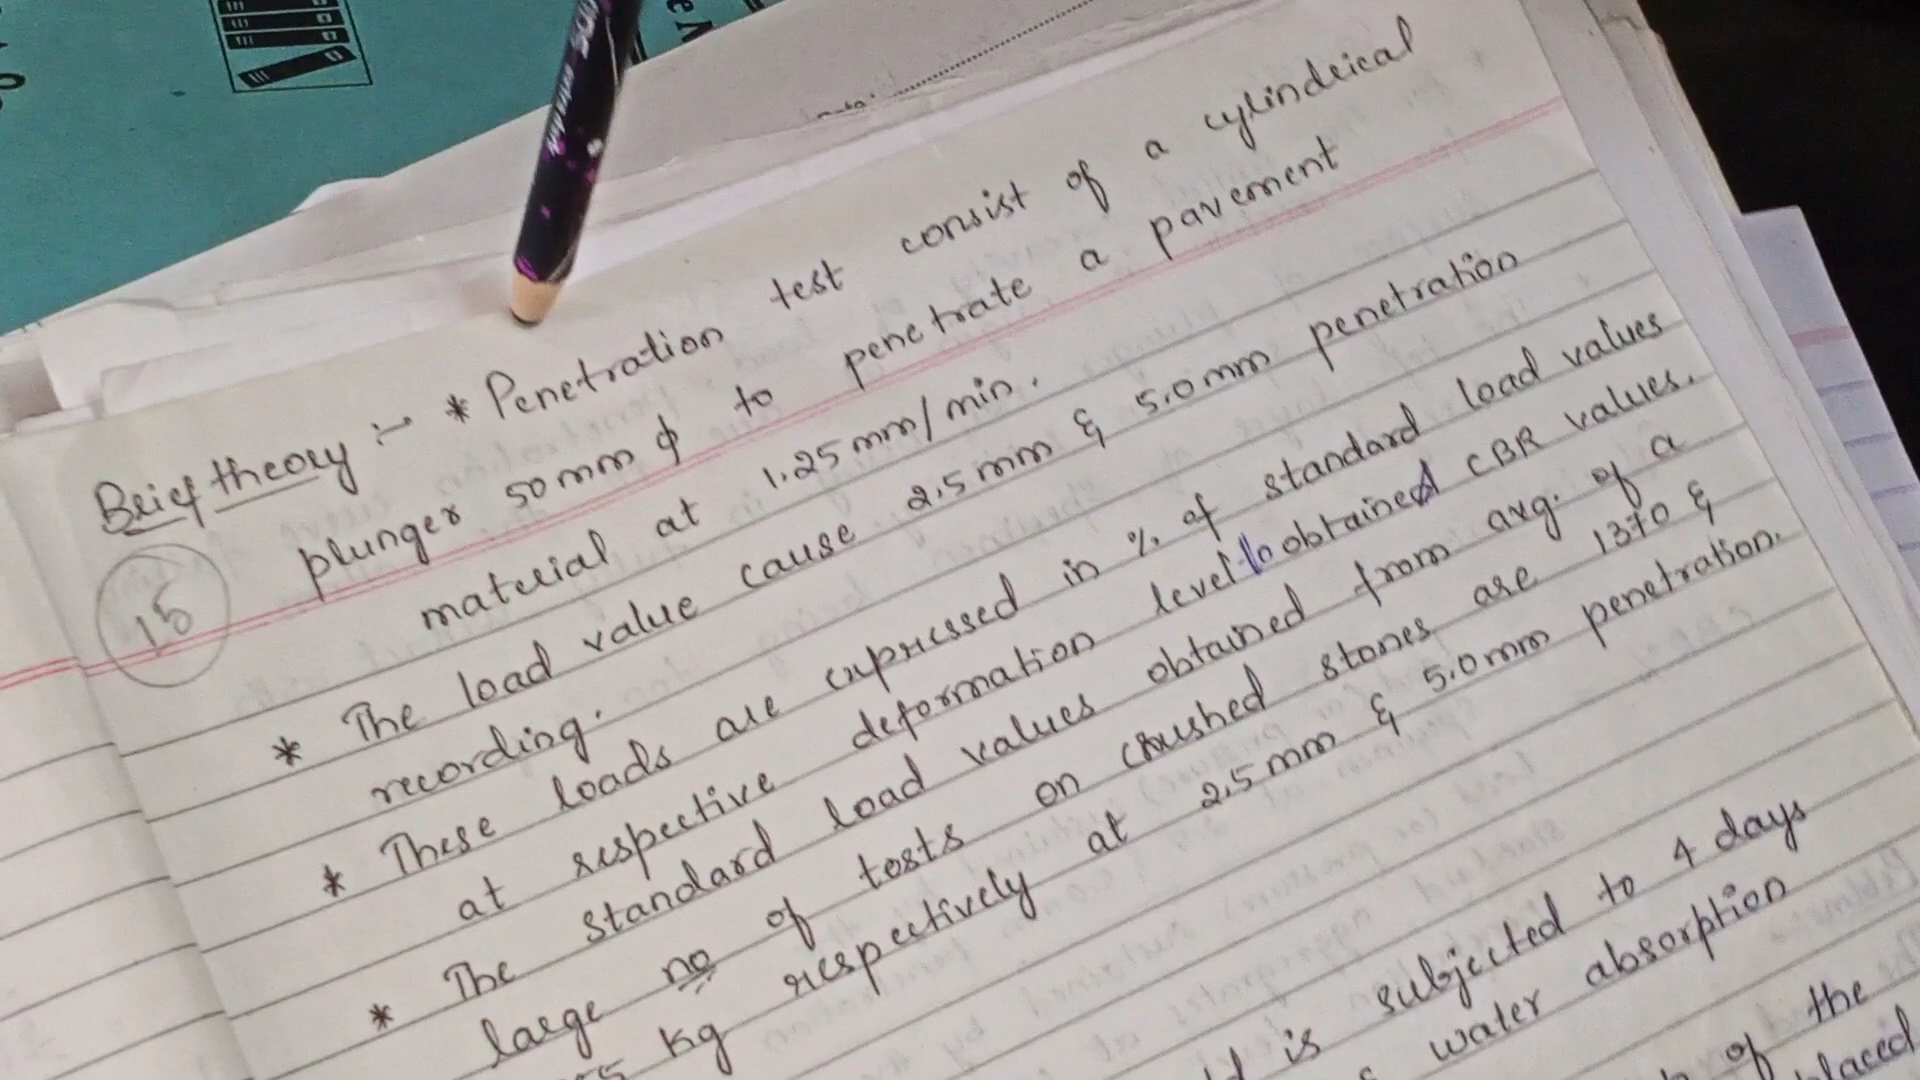 Brief theory :- * Penetration test consist of a cylindrical
plunger 50mm ϕ to penetrate a pavement
15
material at 1.25mm/min.
* The load value cause 2.5mm & 5.0mm penetration
recording.
* These loads are expressed in % of standard load values
at respective deformation level to obtained CBR values.
* The standard load values obtained from avg. of a
large no of tests on crushed stones are 1370 &
kg respectively at 2.5mm & 5.0mm penetration.
is subjected to 4 days
water absorption
of the